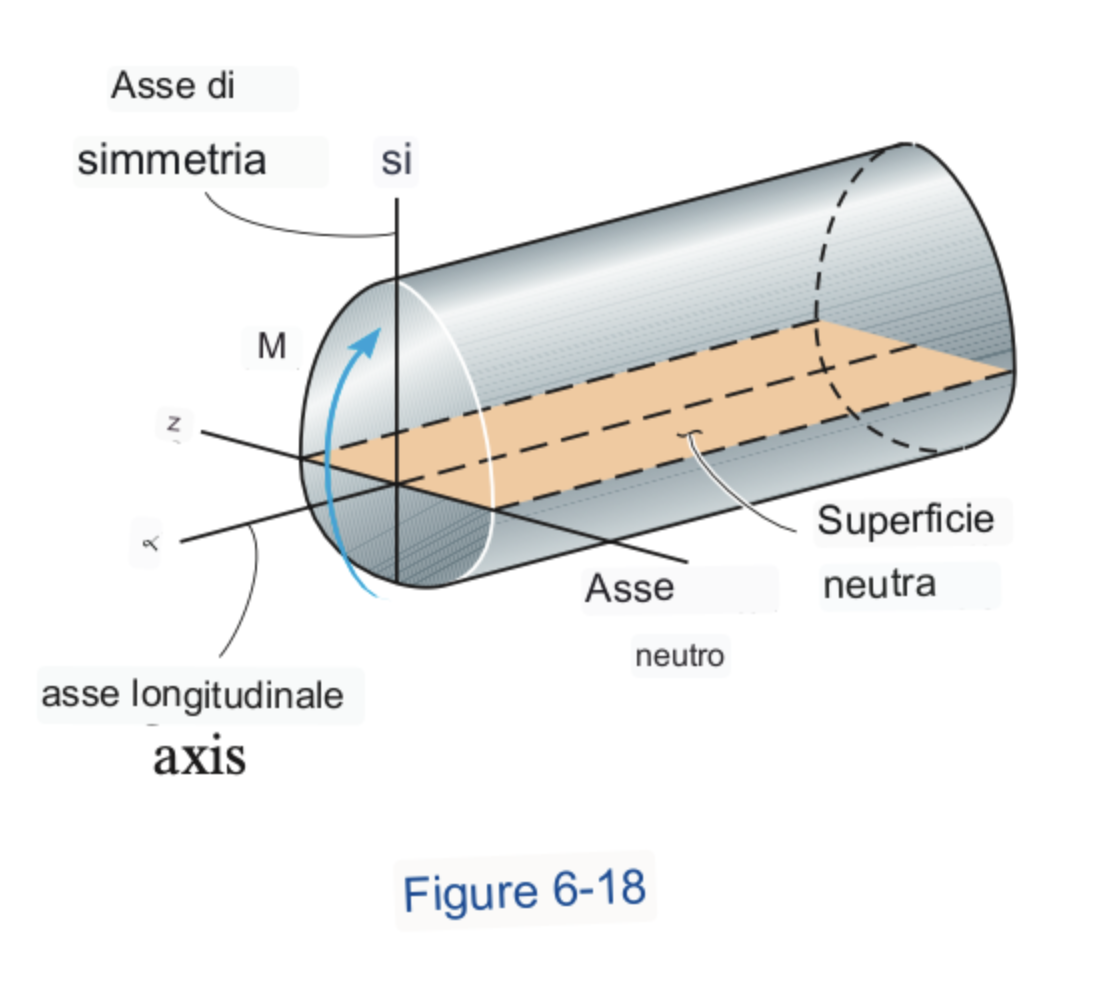 Asse di
simmetria
si
M
z
asse longitudinale
axis
Asse
neutro
Superficie
neutra
Figure 6-18